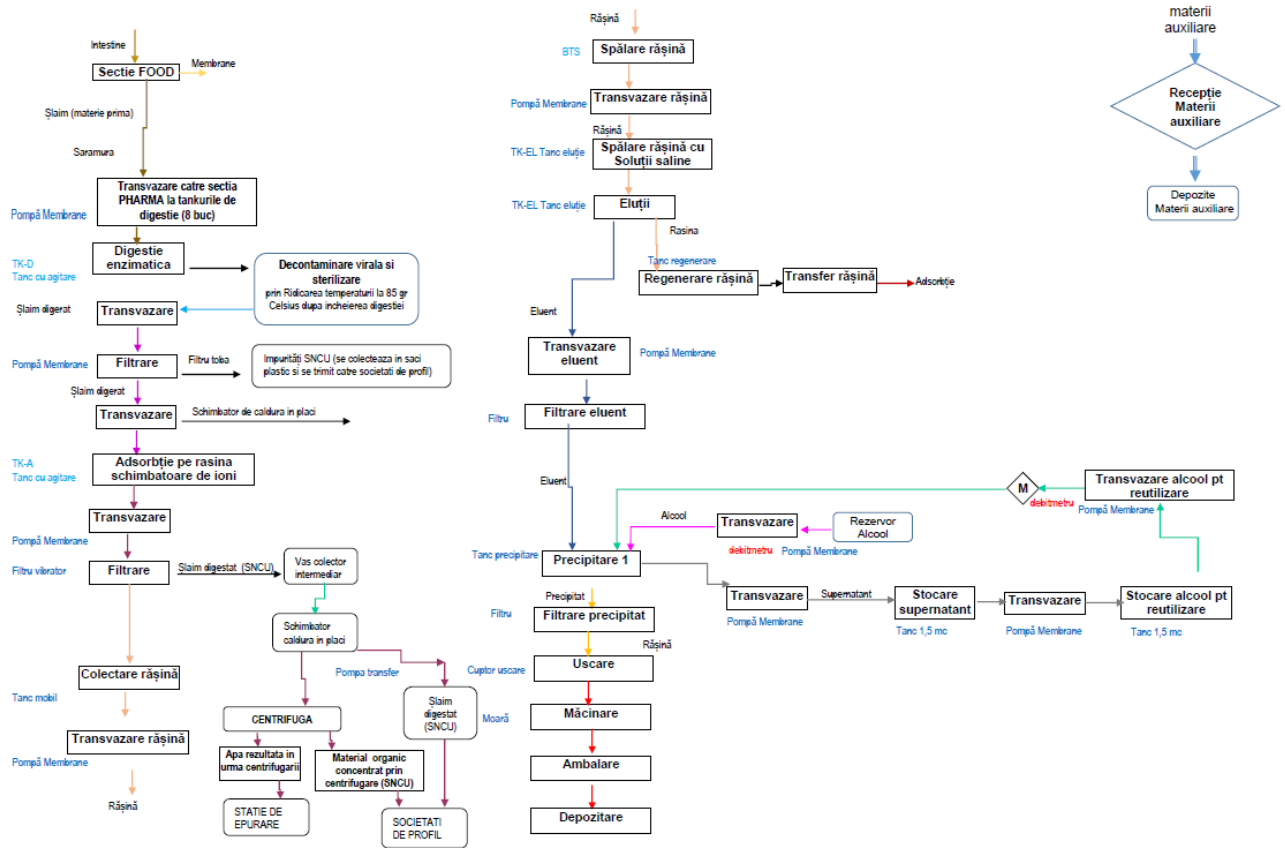 Intestine
Sectie FOOD
Membrane
Șlaim (materie prima)
Saramura
Transvazare catre sectia
PHARMA la tankurile de
digestie (8 buc)
Pompă Membrane
Digestie
enzimatica
TK-D
Tanc cu agitare
Decontaminare virala si
sterilizare
prin Ridicarea temperaturii la 85 gr
Celsius dupa incheierea digestiei
Șlaim digerat
Transvazare
Pompă Membrane
Filtrare
Filtru toba
Impurități SNCU (se colecteaza in saci
plastic si se trimit catre societati de profil)
Șlaim digerat
Transvazare
Schimbator de caldura in placi
TK-A
Tanc cu agitare
Adsorbție pe rasina
schimbatoare de ioni
Transvazare
Pompă Membrane
Filtru vibrator
Filtrare
Slaim digestat (SNCU)
Vas colector
intermediar
Schimbator
caldura in placi
Pompa transfer
Colectare rășină
Tanc mobil
Transvazare rășină
Pompă Membrane
Rășină
CENTRIFUGA
Șlaim
digestat
(SNCU)
Apa rezultata in
urma centrifugarii
Material organic
concentrat prin
centrifugare (SNCU)
STATIE DE
EPURARE
SOCIETATI
DE PROFIL
Rășină
BTS
Spălare rășină
Pompă Membrane
Transvazare rășină
Rășină
TK-EL Tanc eluție
Spălare rășină cu
Soluții saline
TK-EL Tanc eluție
Eluții
Rasina
Tanc regenerare
Regenerare rășină
Transfer rășină
Adsorbție
Eluent
Transvazare
eluent
Pompă Membrane
Filtru
Filtrare eluent
Eluent
Alcool
Transvazare
debitmetru
Pompă Membrane
Rezervor
Alcool
M
debitmetru
Transvazare alcool pt
reutilizare
Pompă Membrane
Tanc precipitare
Precipitare 1
Transvazare
Pompă Membrane
Supernatant
Stocare
supernatant
Tanc 1,5 mc
Transvazare
Pompă Membrane
Stocare alcool pt
reutilizare
Tanc 1,5 mc
Precipitat
Filtru
Filtrare precipitat
Rășină
Cuptor uscare
Uscare
Moară
Măcinare
Ambalare
Depozitare
materii
auxiliare
Recepție
Materii
auxiliare
Depozite
Materii auxiliare